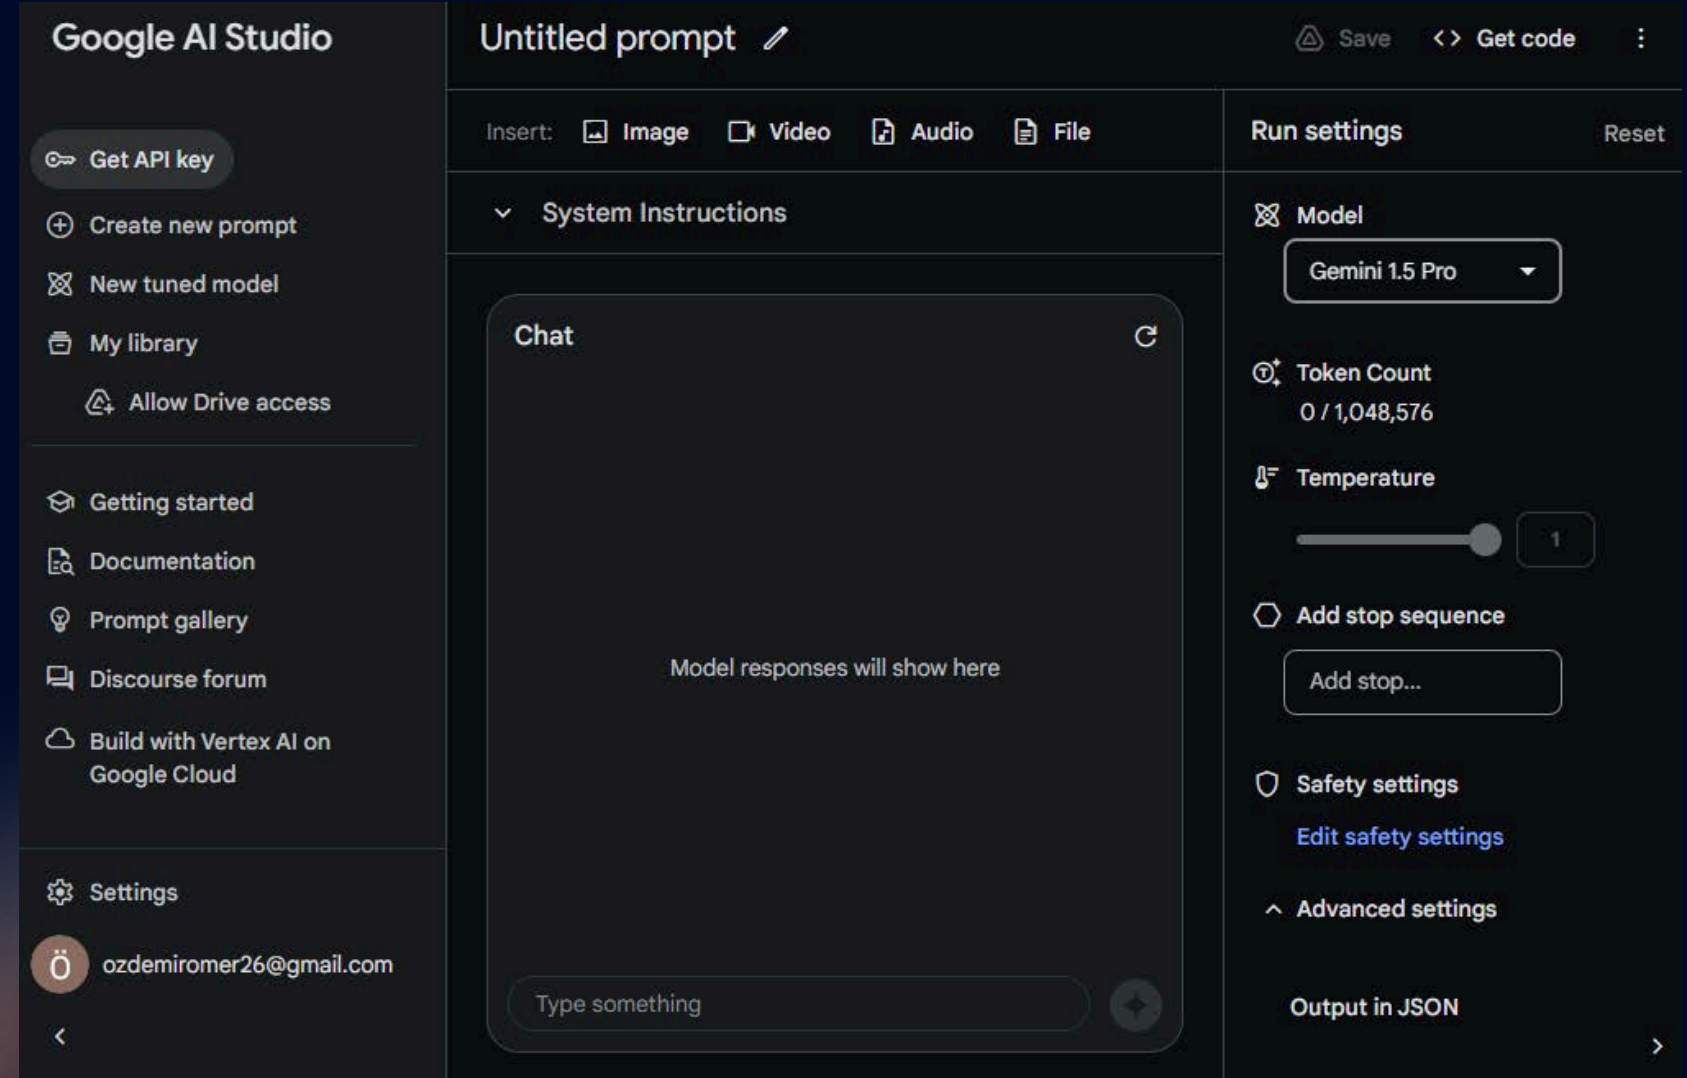 Google AI Studio
Get API key
Create new prompt
New tuned model
My library
Allow Drive access
Getting started
Documentation
Prompt gallery
Discourse forum
Build with Vertex AI on
Google Cloud
Settings
Ö
ozdemiromer26@gmail.com
Untitled prompt
Save
Get code
Insert:
Image
Video
Audio
File
System Instructions
Chat
Model responses will show here
Type something
Run settings
Reset
Model
Gemini 1.5 Pro
Token Count
0 / 1,048,576
Temperature
1
Add stop sequence
Add stop...
Safety settings
Edit safety settings
Advanced settings
Output in JSON